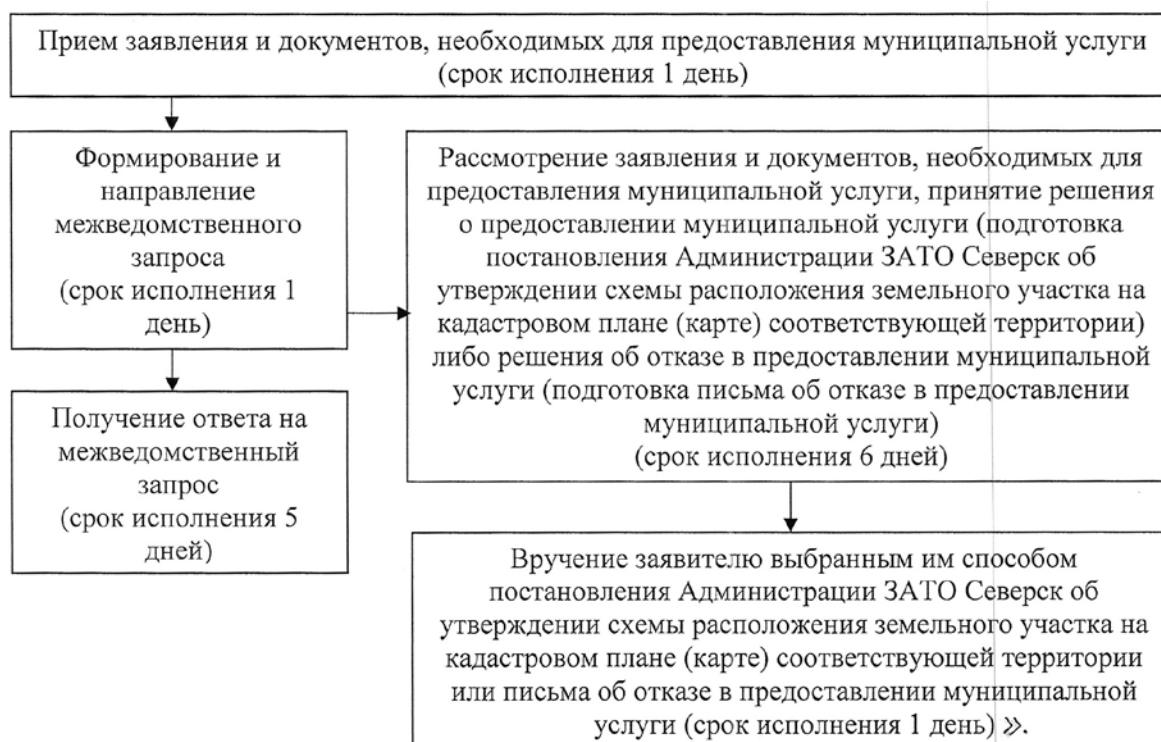 Прием заявления и документов, необходимых для предоставления муниципальной услуги
(срок исполнения 1 день)
Формирование и
направление
межведомственного
запроса
(срок исполнения 1
день)
Рассмотрение заявления и документов, необходимых для
предоставления муниципальной услуги, принятие решения
о предоставлении муниципальной услуги (подготовка
постановления Администрации ЗАТО Северск об
утверждении схемы расположения земельного участка на
кадастровом плане (карте) соответствующей территории)
либо решения об отказе в предоставлении муниципальной
услуги (подготовка письма об отказе в предоставлении
муниципальной услуги)
(срок исполнения 6 дней)
Получение ответа на
межведомственный
запрос
(срок исполнения 5
дней)
Вручение заявителю выбранным им способом
постановления Администрации ЗАТО Северск об
утверждении схемы расположения земельного участка на
кадастровом плане (карте) соответствующей территории
или письма об отказе в предоставлении муниципальной
услуги (срок исполнения 1 день) ».